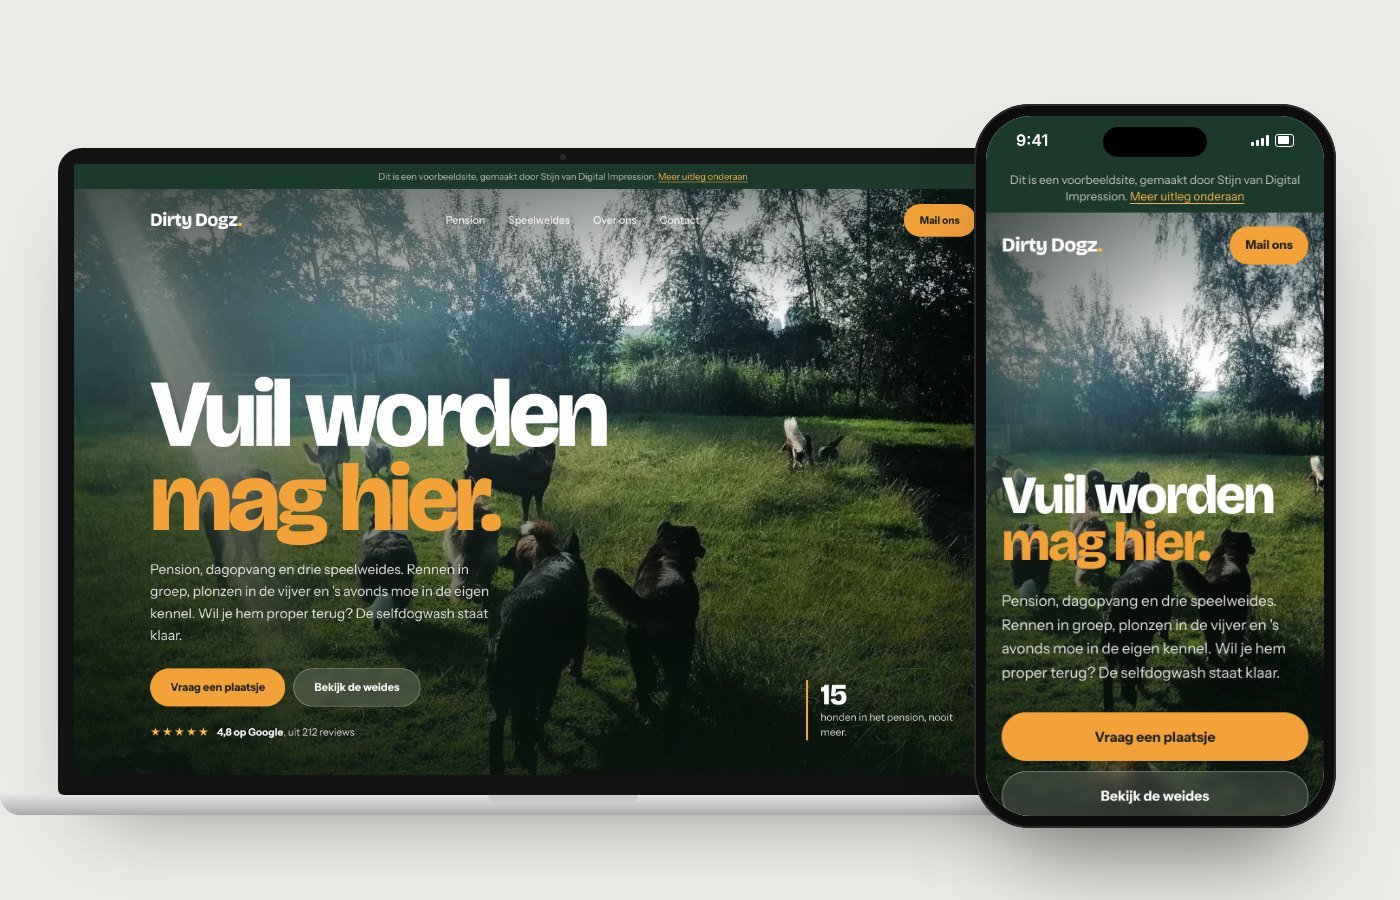 Dit is een voorbeeldsite, gemaakt door Stijn van Digital Impression. Meer uitleg onderaan
Dirty Dogz.
Pension
Speelweides
Over ons
Contact
Mail ons
Vuil worden
mag hier.
Pension, dagopvang en drie speelweides. Rennen in
groep, plonzen in de vijver en 's avonds moe in de eigen
kennel. Wil je hem proper terug? De selfdogwash staat
klaar.
Vraag een plaatsje
Bekijk de weides
★★★★★ 4,8 op Google, uit 212 reviews
15
honden in het pension, nooit
meer.
9:41
Dit is een voorbeeldsite, gemaakt door Stijn van Digital
Impression. Meer uitleg onderaan
Dirty Dogz.
Mail ons
Vuil worden
mag hier.
Pension, dagopvang en drie speelweides.
Rennen in groep, plonzen in de vijver en 's
avonds moe in de eigen kennel. Wil je hem
proper terug? De selfdogwash staat klaar.
Vraag een plaatsje
Bekijk de weides